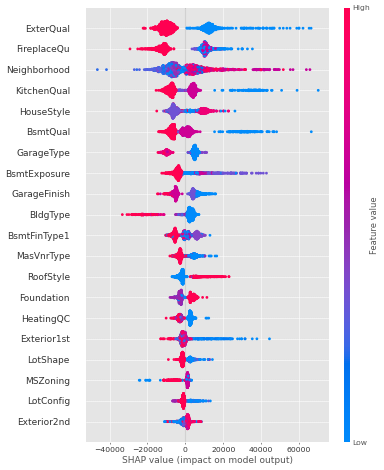 High
ExterQual
FireplaceQu
Neighborhood
KitchenQual
HouseStyle
BsmtQual
GarageType
BsmtExposure
GarageFinish
BldgType
BsmtFinType1
MasVnrType
RoofStyle
Foundation
HeatingQC
Exterior1st
LotShape
MSZoning
LotConfig
Exterior2nd
Feature value
Low
−40000 −20000 0 20000 40000 60000
SHAP value (impact on model output)